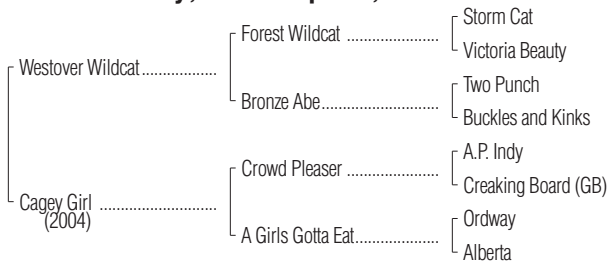 Storm Cat
Forest Wildcat ...................
Victoria Beauty
Westover Wildcat................
Two Punch
Bronze Abe........................
Buckles and Kinks
A.P. Indy
Crowd Pleaser ...................
Creaking Board (GB)
Cagey Girl ........................
(2004)
Ordway
A Girls Gotta Eat.................
Alberta